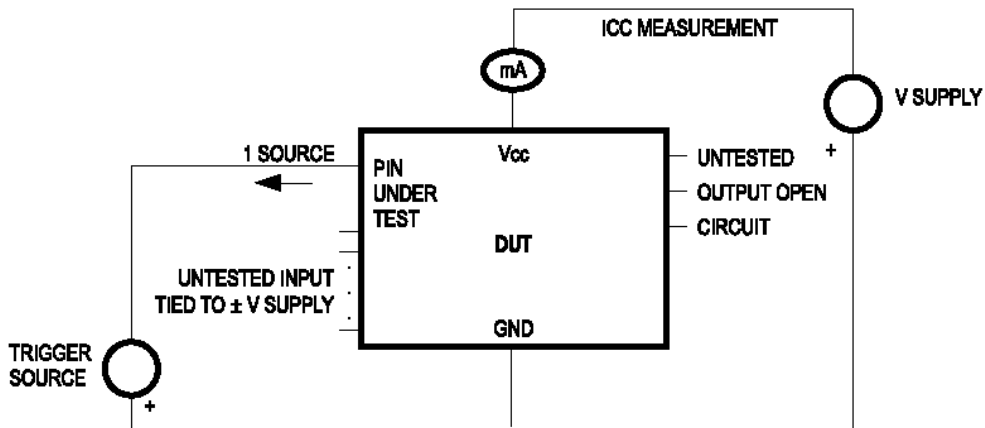 ICC MEASUREMENT
mA
V SUPPLY
+
1 SOURCE
Vcc
PIN
UNDER
TEST
UNTESTED
OUTPUT OPEN
CIRCUIT
DUT
UNTESTED INPUT
TIED TO ± V SUPPLY
GND
TRIGGER
SOURCE
+